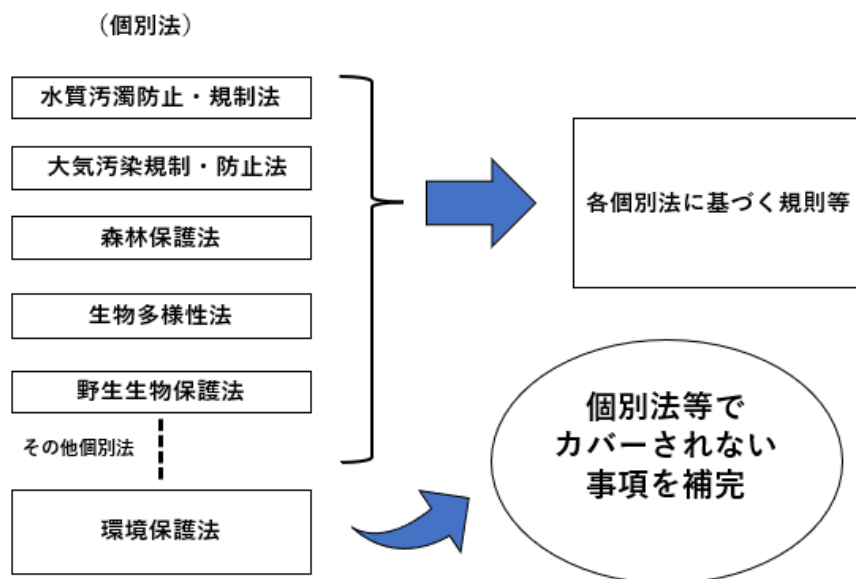 （個別法）
水質汚濁防止・規制法
大気汚染規制・防止法
森林保護法
生物多様性法
野生生物保護法
その他個別法
環境保護法
各個別法に基づく規則等
個別法等で
カバーされない
事項を補完